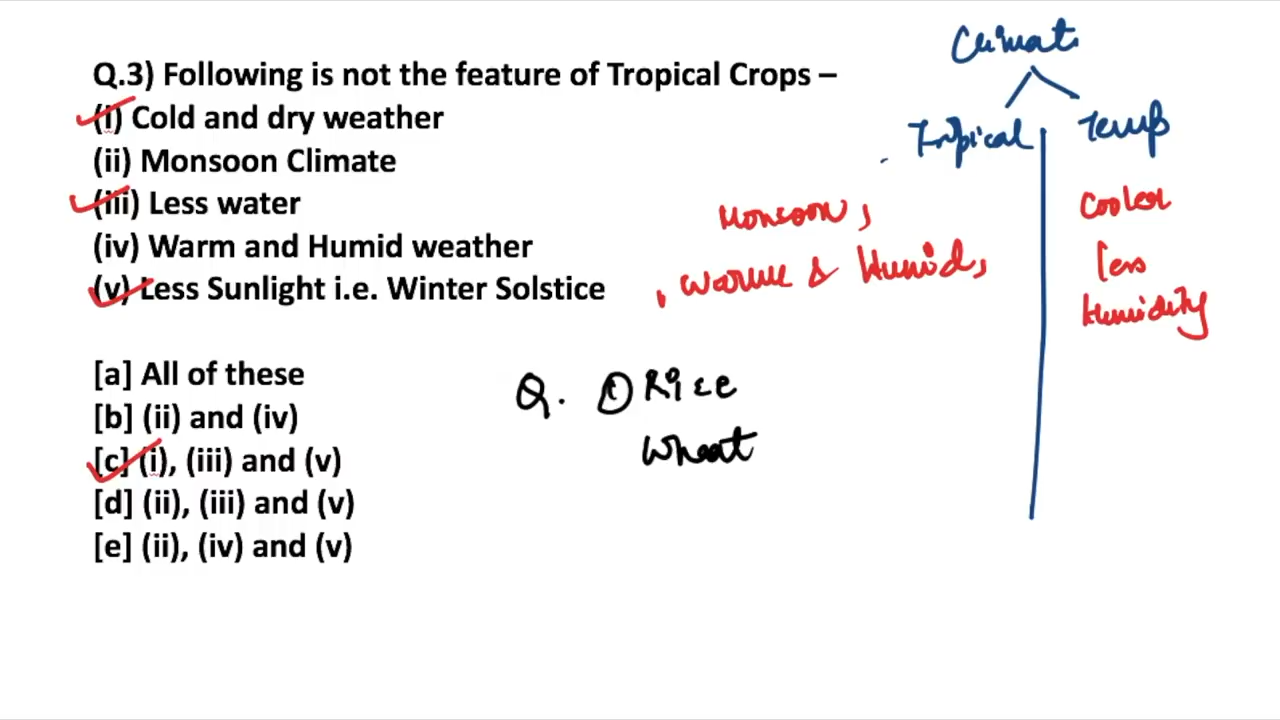 Q.3) Following is not the feature of Tropical Crops –
(i) Cold and dry weather
(ii) Monsoon Climate
(iii) Less water
(iv) Warm and Humid weather
(v) Less Sunlight i.e. Winter Solstice
[a] All of these
[b] (ii) and (iv)
[c] (i), (iii) and (v)
[d] (ii), (iii) and (v)
[e] (ii), (iv) and (v)
Climat
Tropical Temp
Monsoon,
Warm & Humid,
Cooler
less
Humidity
Q. ① Rice
Wheat